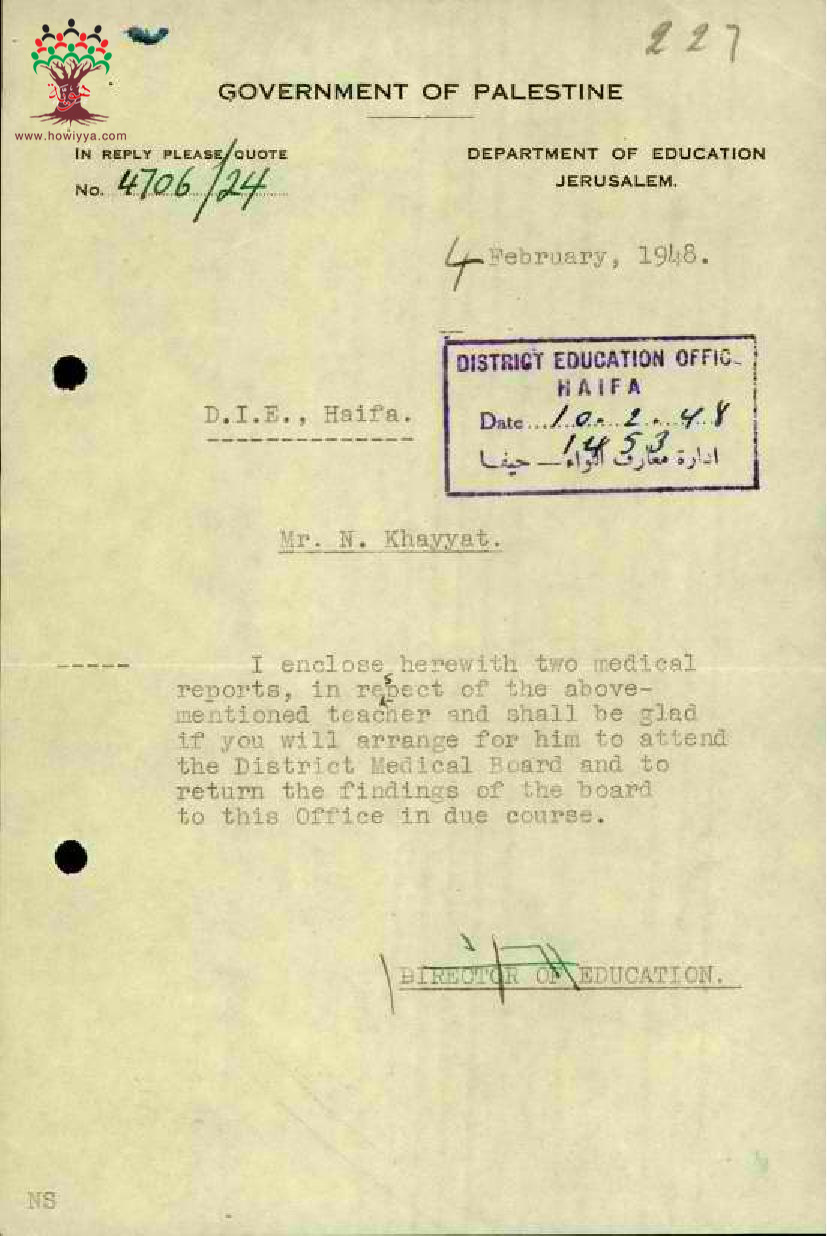 227
GOVERNMENT OF PALESTINE
www.howiyya.com
IN REPLY PLEASE QUOTE
No. 4706/24
DEPARTMENT OF EDUCATION
JERUSALEM.
4 February, 1948.
DISTRICT EDUCATION OFFIC
HAIFA
Date 10.2.48
1453
ادارة معارف اللواء — حيفا
D.I.E., Haifa.
Mr. N. Khayyat.
I enclose herewith two medical
reports, in respect of the above-
mentioned teacher and shall be glad
if you will arrange for him to attend
the District Medical Board and to
return the findings of the board
to this Office in due course.
DIRECTOR OF EDUCATION.
NS